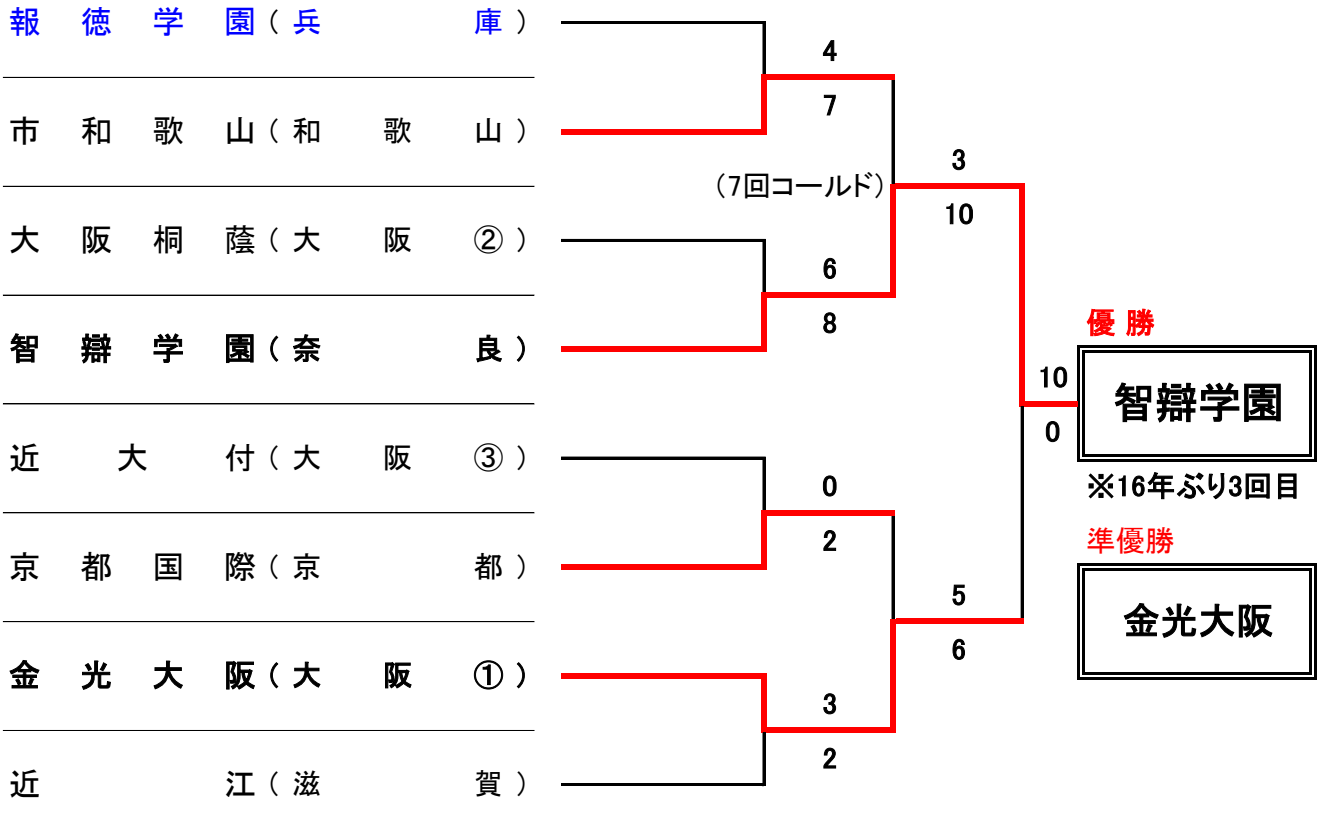 報徳学園(兵庫)
4
7
市和歌山(和歌山)
3
(7回コールド)
10
大阪桐蔭(大阪②)
6
8
優勝
智辯学園(奈良)
10
智辯学園
0
近大付(大阪③)
0
※16年ぶり3回目
2
準優勝
京都国際(京都)
5
金光大阪
6
金光大阪(大阪①)
3
2
近江(滋賀)